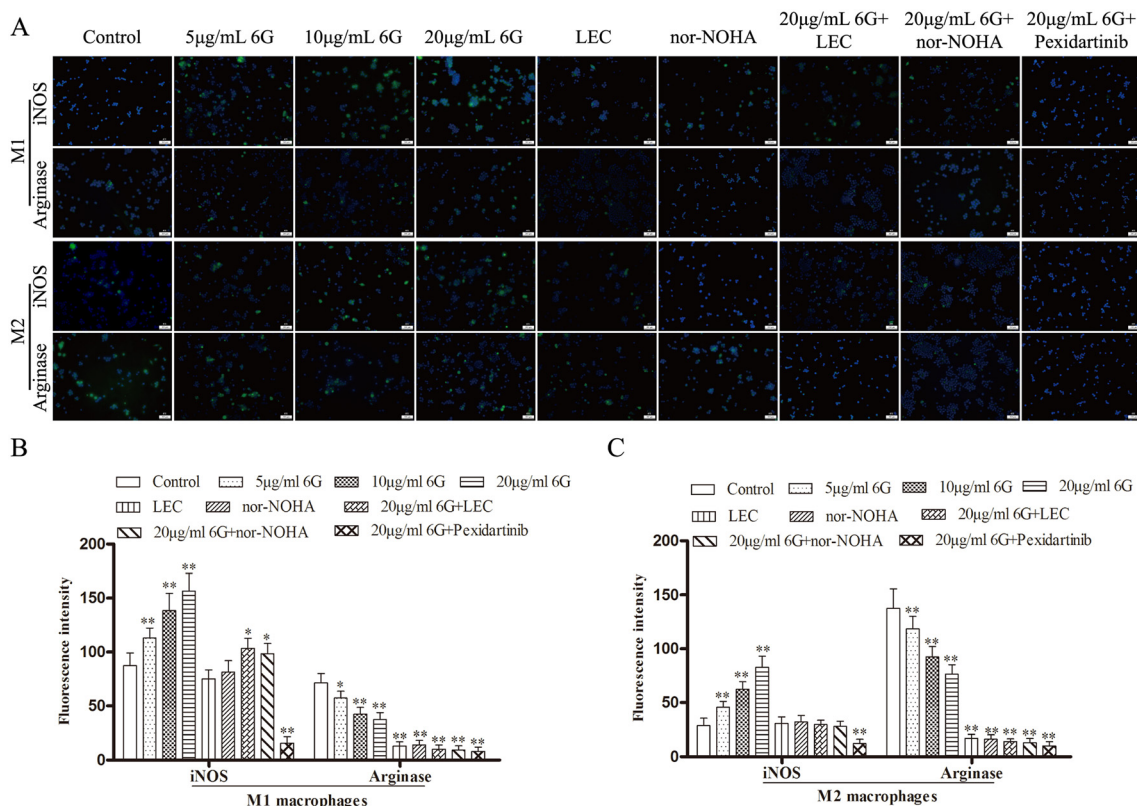 A
Control 5μg/mL 6G 10μg/mL 6G 20μg/mL 6G LEC nor-NOHA 20μg/mL 6G+ LEC 20μg/mL 6G+ nor-NOHA 20μg/mL 6G+ Pexidartinib
M1
iNOS
Arginase
M2
iNOS
Arginase
B
Control 5μg/ml 6G 10μg/ml 6G 20μg/ml 6G
LEC nor-NOHA 20μg/ml 6G+LEC
20μg/ml 6G+nor-NOHA 20μg/ml 6G+Pexidartinib
Fluorescence intensity
200
150
100
50
0
** ** ** * * ** * ** ** ** ** ** ** **
iNOS Arginase
M1 macrophages
C
Control 5μg/ml 6G 10μg/ml 6G 20μg/ml 6G
LEC nor-NOHA 20μg/ml 6G+LEC
20μg/ml 6G+nor-NOHA 20μg/ml 6G+Pexidartinib
Fluorescence intensity
200
150
100
50
0
** ** ** ** ** ** ** ** ** ** ** **
iNOS Arginase
M2 macrophages